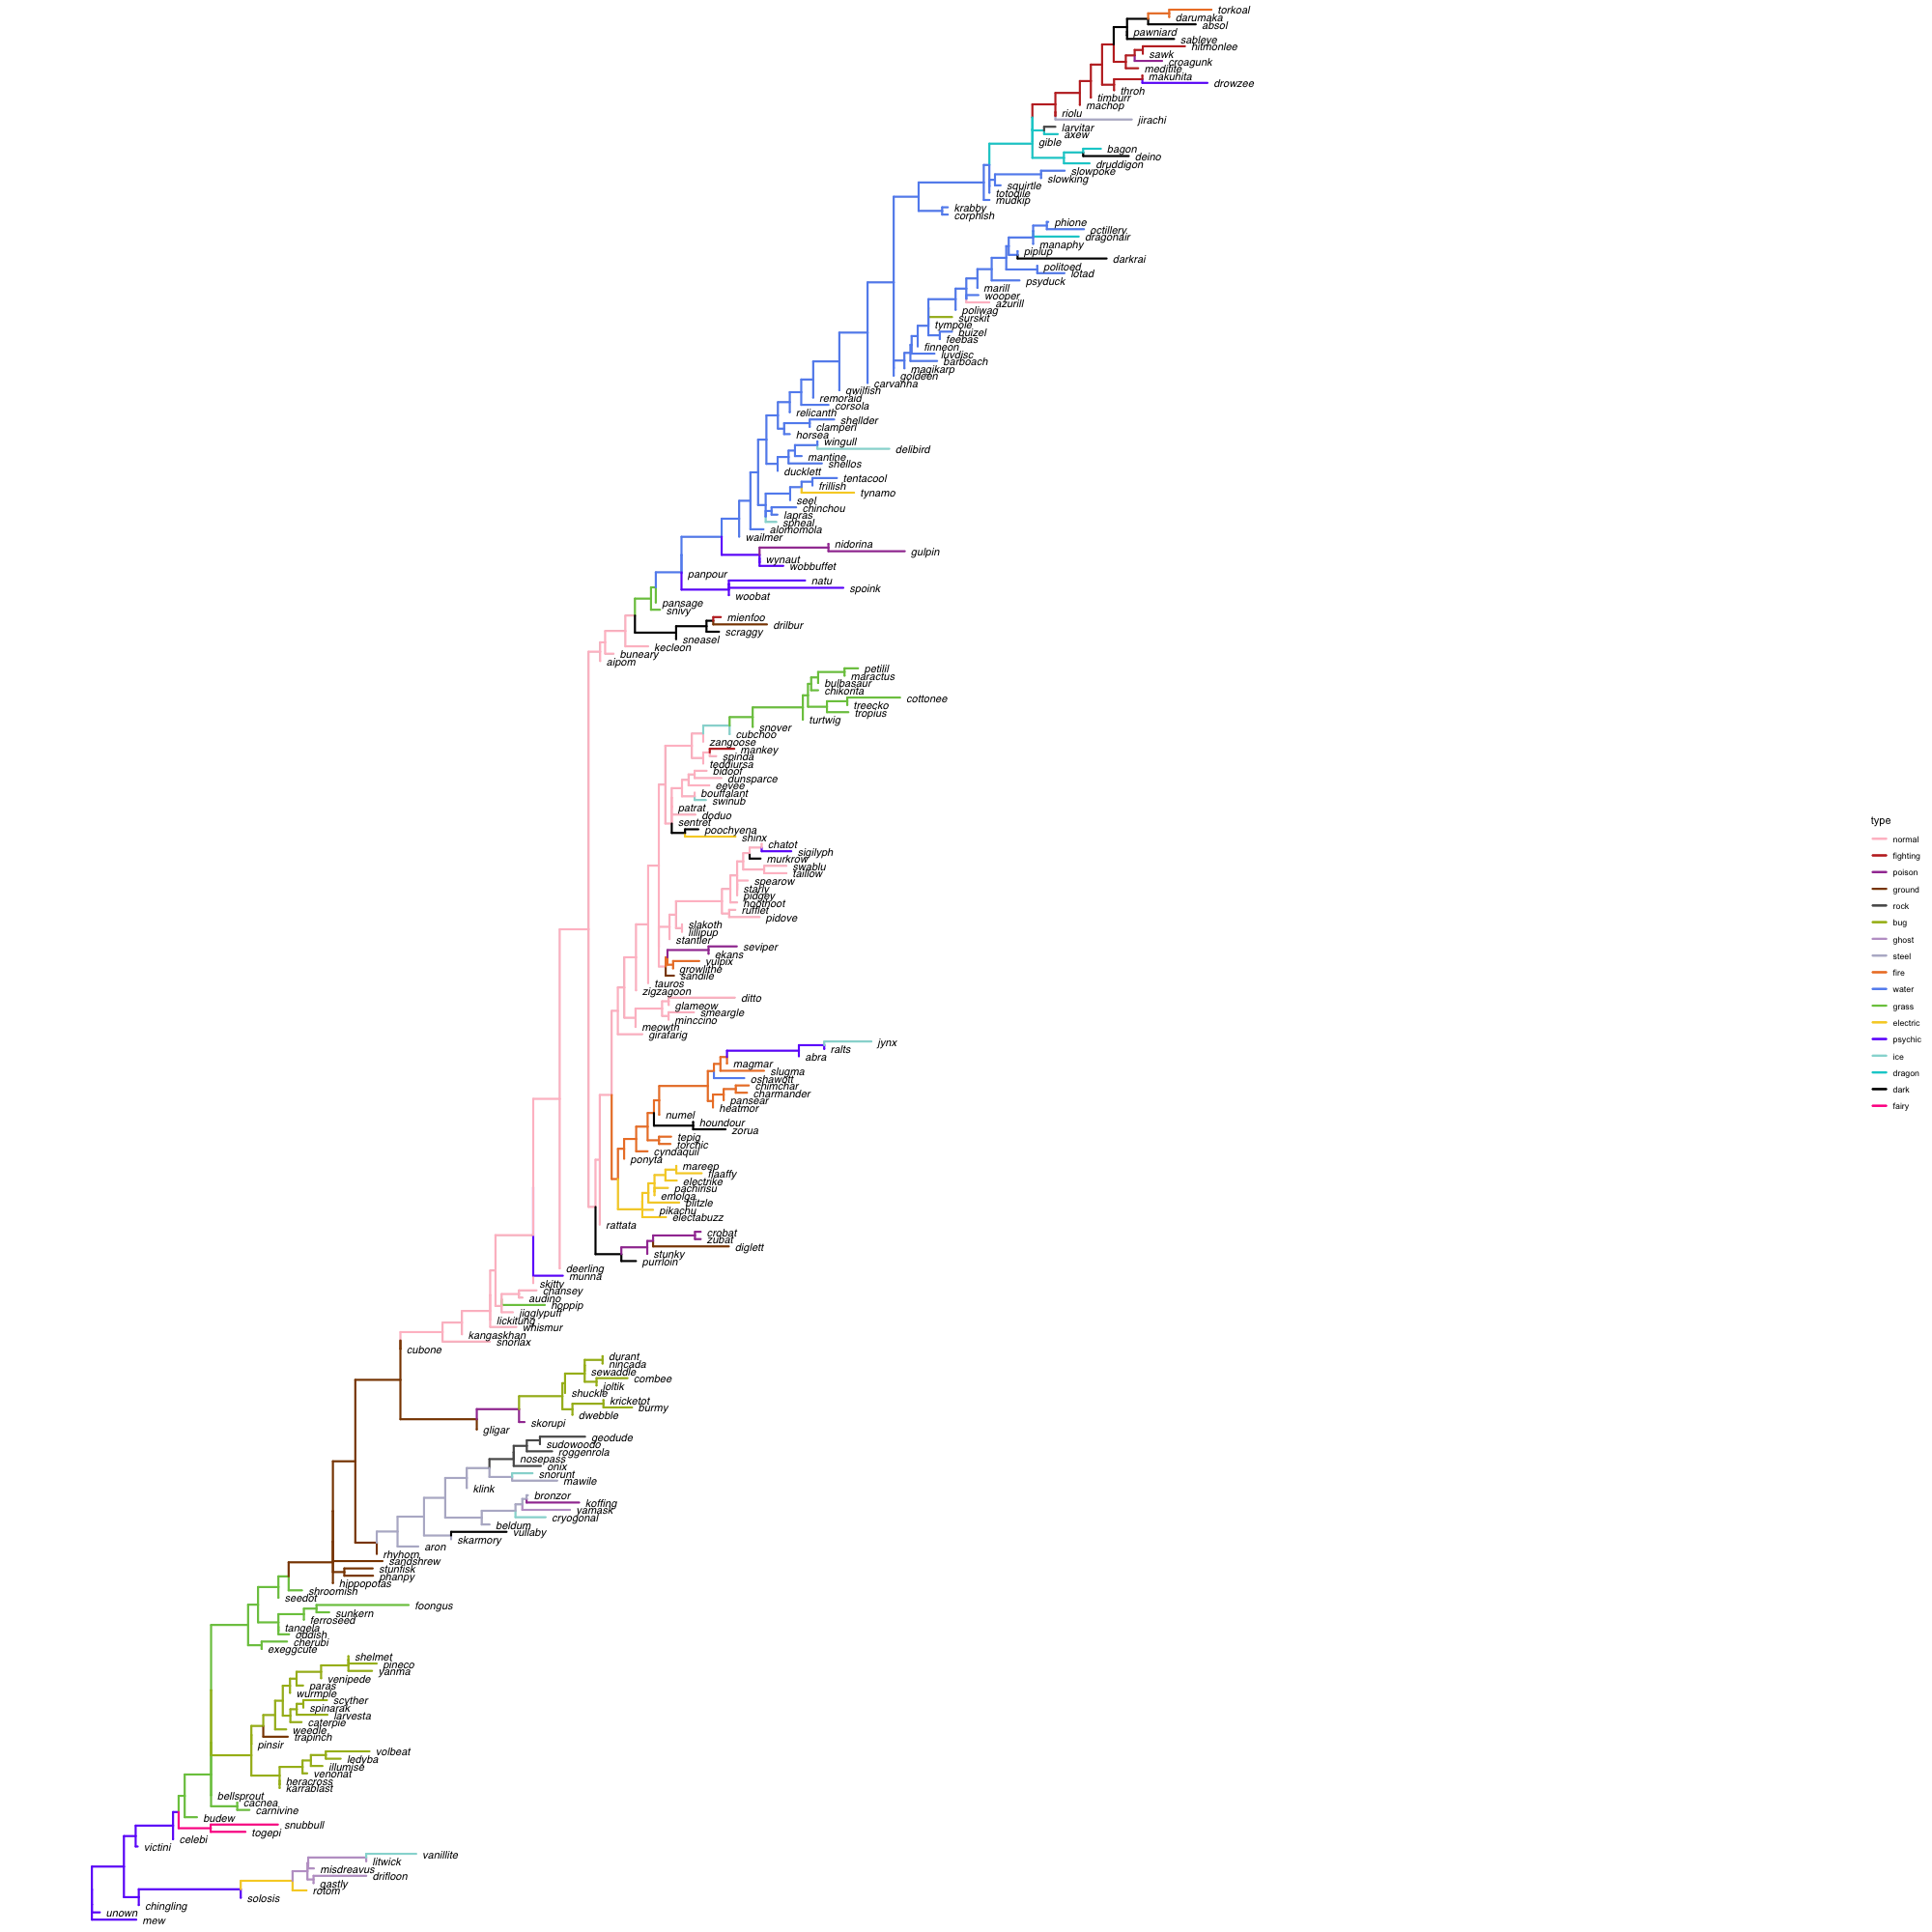 torkoal
darumaka
absol
pawniard
sableye
hitmonlee
sawk
croagunk
meditite
makuhita
drowzee
throh
timburr
machop
riolu
jirachi
larvitar
axew
gible
bagon
deino
druddigon
slowpoke
slowking
squirtle
totodile
mudkip
krabby
corphish
phione
octillery
dragonair
manaphy
piplup
darkrai
politoed
lotad
psyduck
marill
wooper
azurill
poliwag
surskit
tympole
buizel
feebas
finneon
luvdisc
barboach
magikarp
goldeen
carvanha
qwilfish
remoraid
corsola
relicanth
shellder
clamperl
horsea
wingull
delibird
mantine
shellos
ducklett
tentacool
frillish
tynamo
seel
chinchou
lapras
spheal
alomomola
wailmer
nidorina
gulpin
wynaut
wobbuffet
panpour
natu
spoink
woobat
pansage
snivy
mienfoo
drilbur
scraggy
sneasel
kecleon
buneary
aipom
petilil
maractus
bulbasaur
chikorita
cottonee
treecko
tropius
turtwig
snover
cubchoo
zangoose
mankey
spinda
teddiursa
bidoof
dunsparce
eevee
bouffalant
swinub
patrat
doduo
sentret
poochyena
shinx
chatot
sigilyph
murkrow
swablu
taillow
spearow
starly
pidgey
hoothoot
rufflet
pidove
slakoth
lillipup
stantler
seviper
ekans
vulpix
growlithe
sandile
tauros
zigzagoon
ditto
glameow
smeargle
minccino
meowth
girafarig
jynx
ralts
abra
magmar
slugma
oshawott
chimchar
charmander
pansear
heatmor
numel
houndour
zorua
tepig
torchic
cyndaquil
ponyta
mareep
flaaffy
electrike
pachirisu
emolga
blitzle
pikachu
electabuzz
rattata
crobat
zubat
diglett
stunky
purrloin
deerling
munna
skitty
chansey
audino
hoppip
jigglypuff
lickitung
whismur
kangaskhan
snorlax
cubone
durant
nincada
sewaddle
combee
joltik
shuckle
kricketot
burmy
dwebble
skorupi
gligar
geodude
sudowoodo
roggenrola
nosepass
onix
snorunt
mawile
klink
bronzor
koffing
yamask
cryogonal
beldum
vullaby
skarmory
aron
rhyhorn
sandshrew
stunfisk
phanpy
hippopotas
shroomish
seedot
foongus
sunkern
ferroseed
tangela
oddish
cherubi
exeggcute
shelmet
pineco
yanma
venipede
paras
wurmple
scyther
spinarak
larvesta
caterpie
weedle
trapinch
pinsir
volbeat
ledyba
illumise
venonat
heracross
karrablast
bellsprout
cacnea
carnivine
budew
snubbull
togepi
celebi
victini
vanillite
litwick
misdreavus
drifloon
gastly
rotom
solosis
chingling
unown
mew
type
normal
fighting
poison
ground
rock
bug
ghost
steel
fire
water
grass
electric
psychic
ice
dragon
dark
fairy